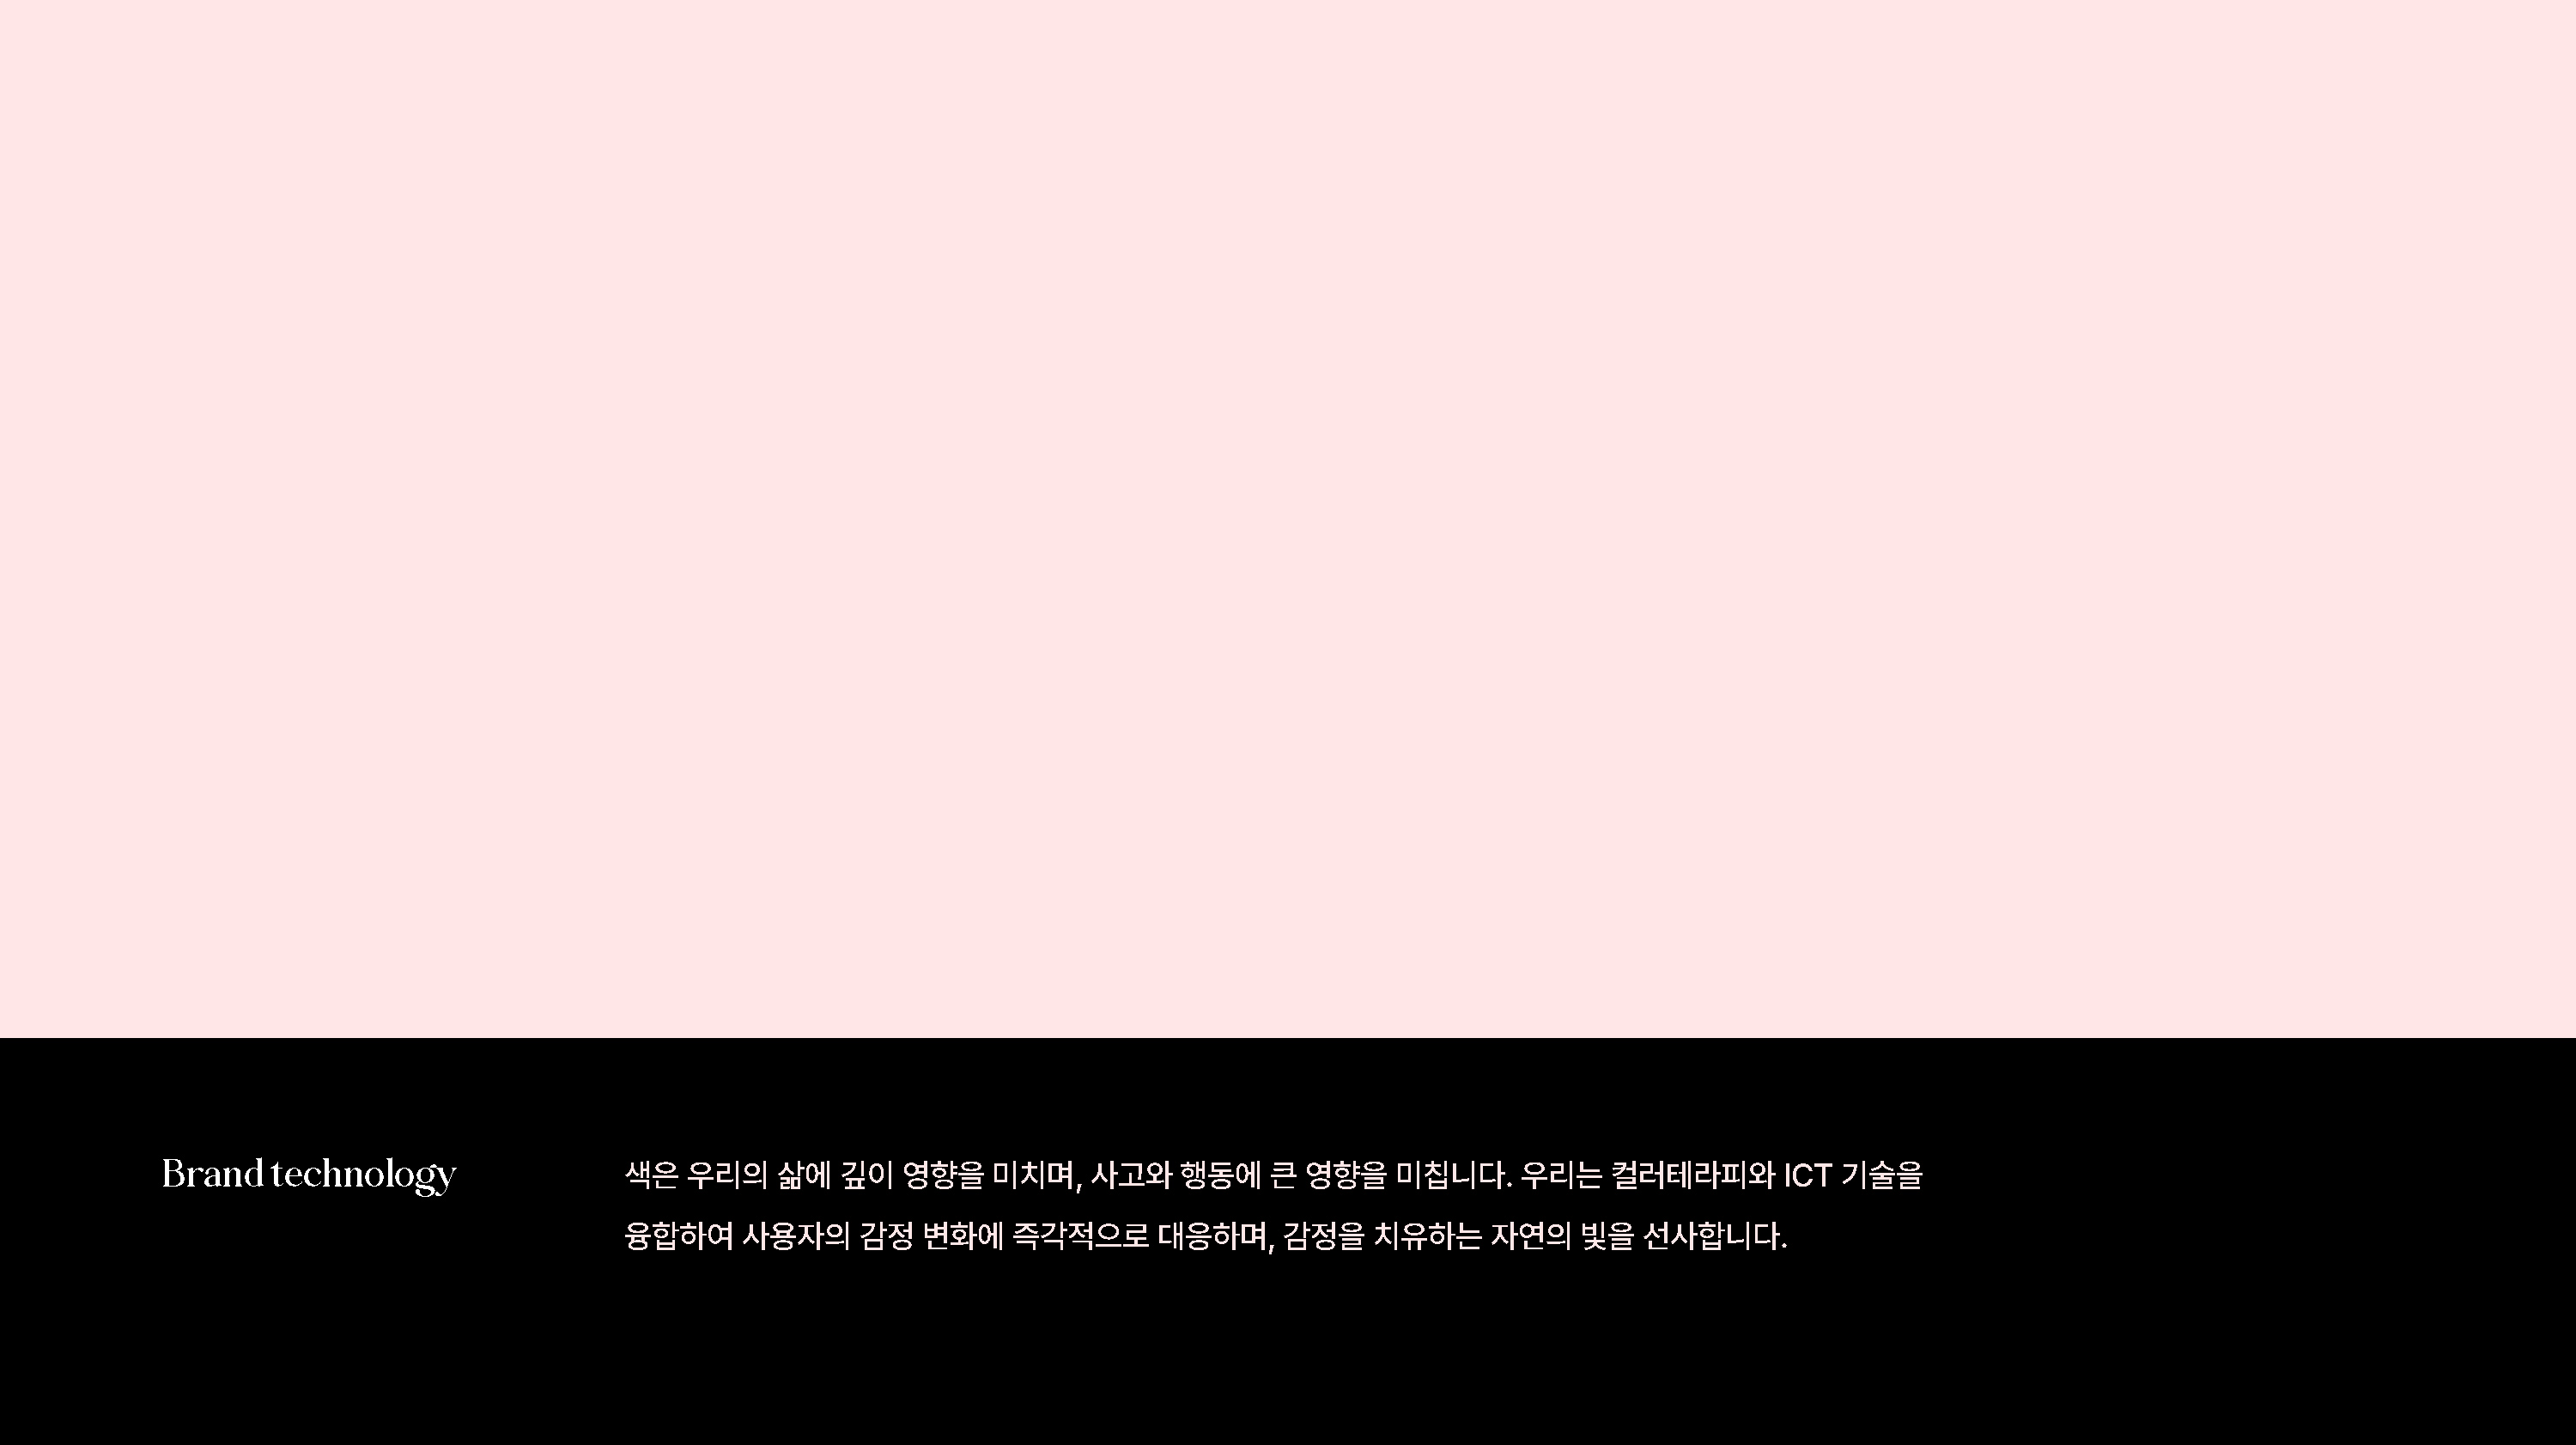 Brand technology
색은 우리의 삶에 깊이 영향을 미치며, 사고와 행동에 큰 영향을 미칩니다. 우리는 컬러테라피와 ICT 기술을
융합하여 사용자의 감정 변화에 즉각적으로 대응하며, 감정을 치유하는 자연의 빛을 선사합니다.